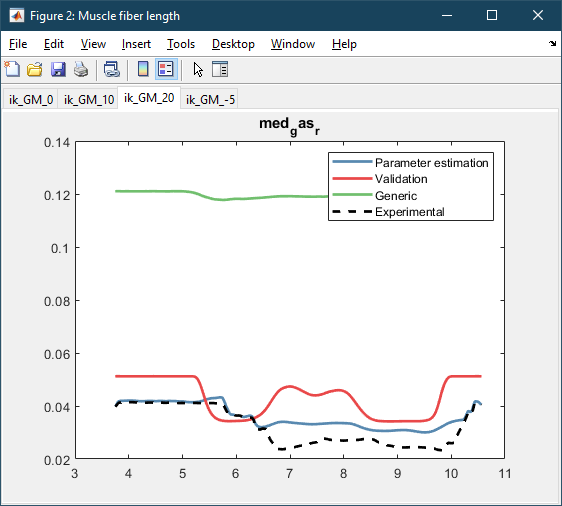 Figure 2: Muscle fiber length
File Edit View Insert Tools Desktop Window Help
ik_GM_0 ik_GM_10 ik_GM_20 ik_GM_-5
med_gas_r
0.14
0.12
0.1
0.08
0.06
0.04
0.02
Parameter estimation
Validation
Generic
Experimental
3 4 5 6 7 8 9 10 11